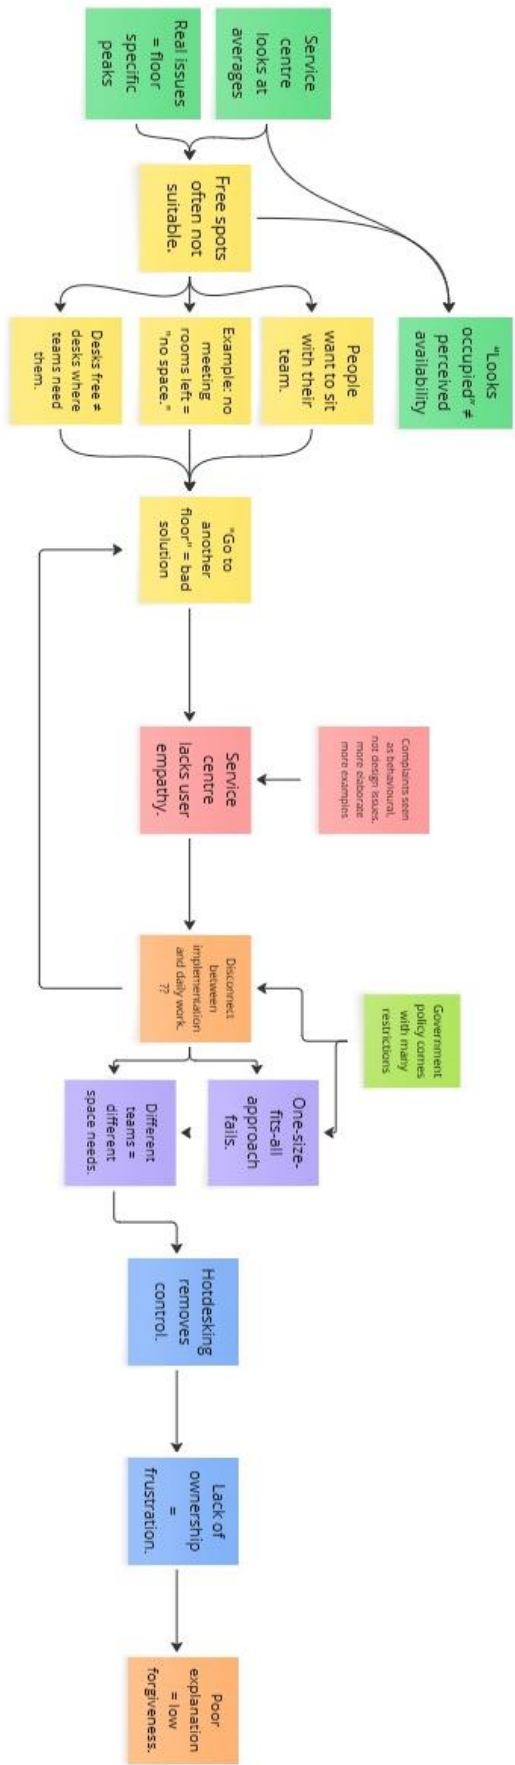 Service
centre
looks at
averages
Real issues
= floor
specific
peaks
Free spots
often not
suitable.
"Looks
occupied" ≠
perceived
availability
People
want to sit
with their
team.
Example: no
meeting
rooms left =
"no space."
Desks free ≠
desks where
teams need
them.
"Go to
another
floor" = bad
solution
Complaints seen
as behavioural,
not design issues.
more elaborate
more examples
Service
centre
lacks user
empathy.
Government
policy comes
with many
restrictions
Disconnect
between
implementation
and daily work.
??
One-size-
fits-all
approach
fails.
Different
teams =
different
space needs.
Hotdesking
removes
control.
Lack of
ownership
=
frustration.
Poor
explanation
= low
forgiveness.